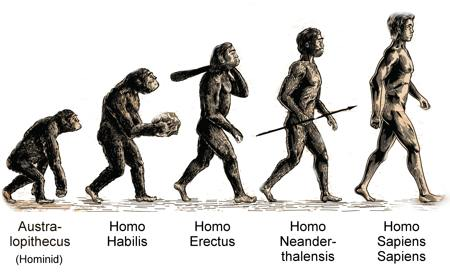 Austra-
lopithecus
(Hominid)
Homo
Habilis
Homo
Erectus
Homo
Neander-
thalensis
Homo
Sapiens
Sapiens